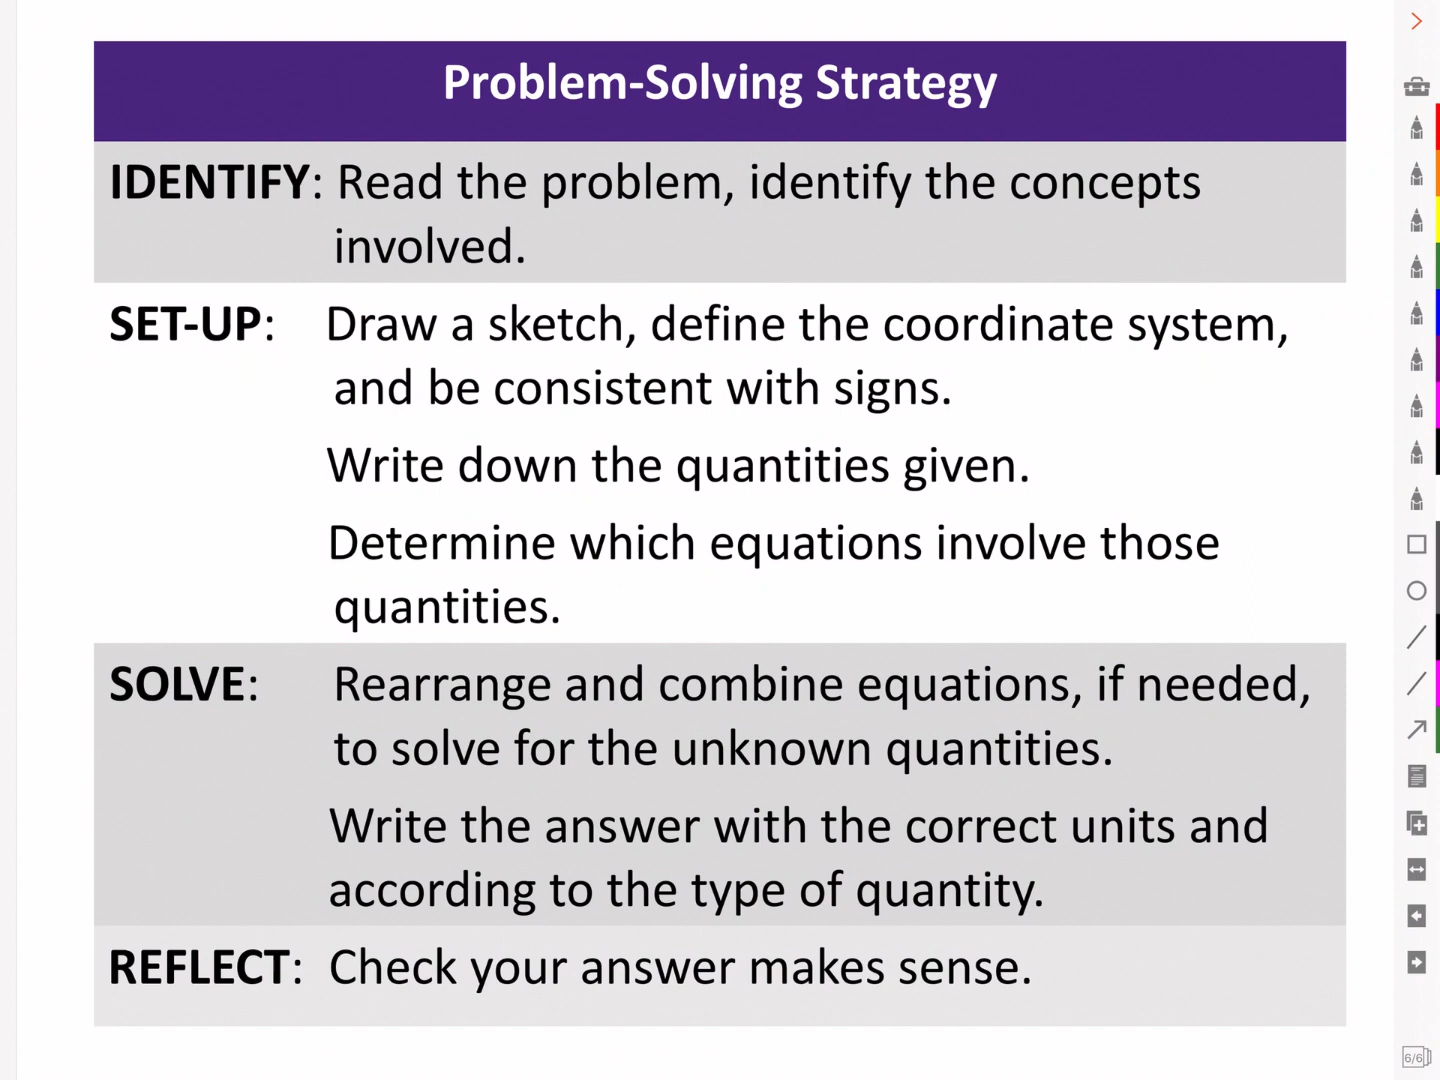 Problem-Solving Strategy
IDENTIFY: Read the problem, identify the concepts
involved.
SET-UP: Draw a sketch, define the coordinate system,
and be consistent with signs.
Write down the quantities given.
Determine which equations involve those
quantities.
SOLVE: Rearrange and combine equations, if needed,
to solve for the unknown quantities.
Write the answer with the correct units and
according to the type of quantity.
REFLECT: Check your answer makes sense.
6/6